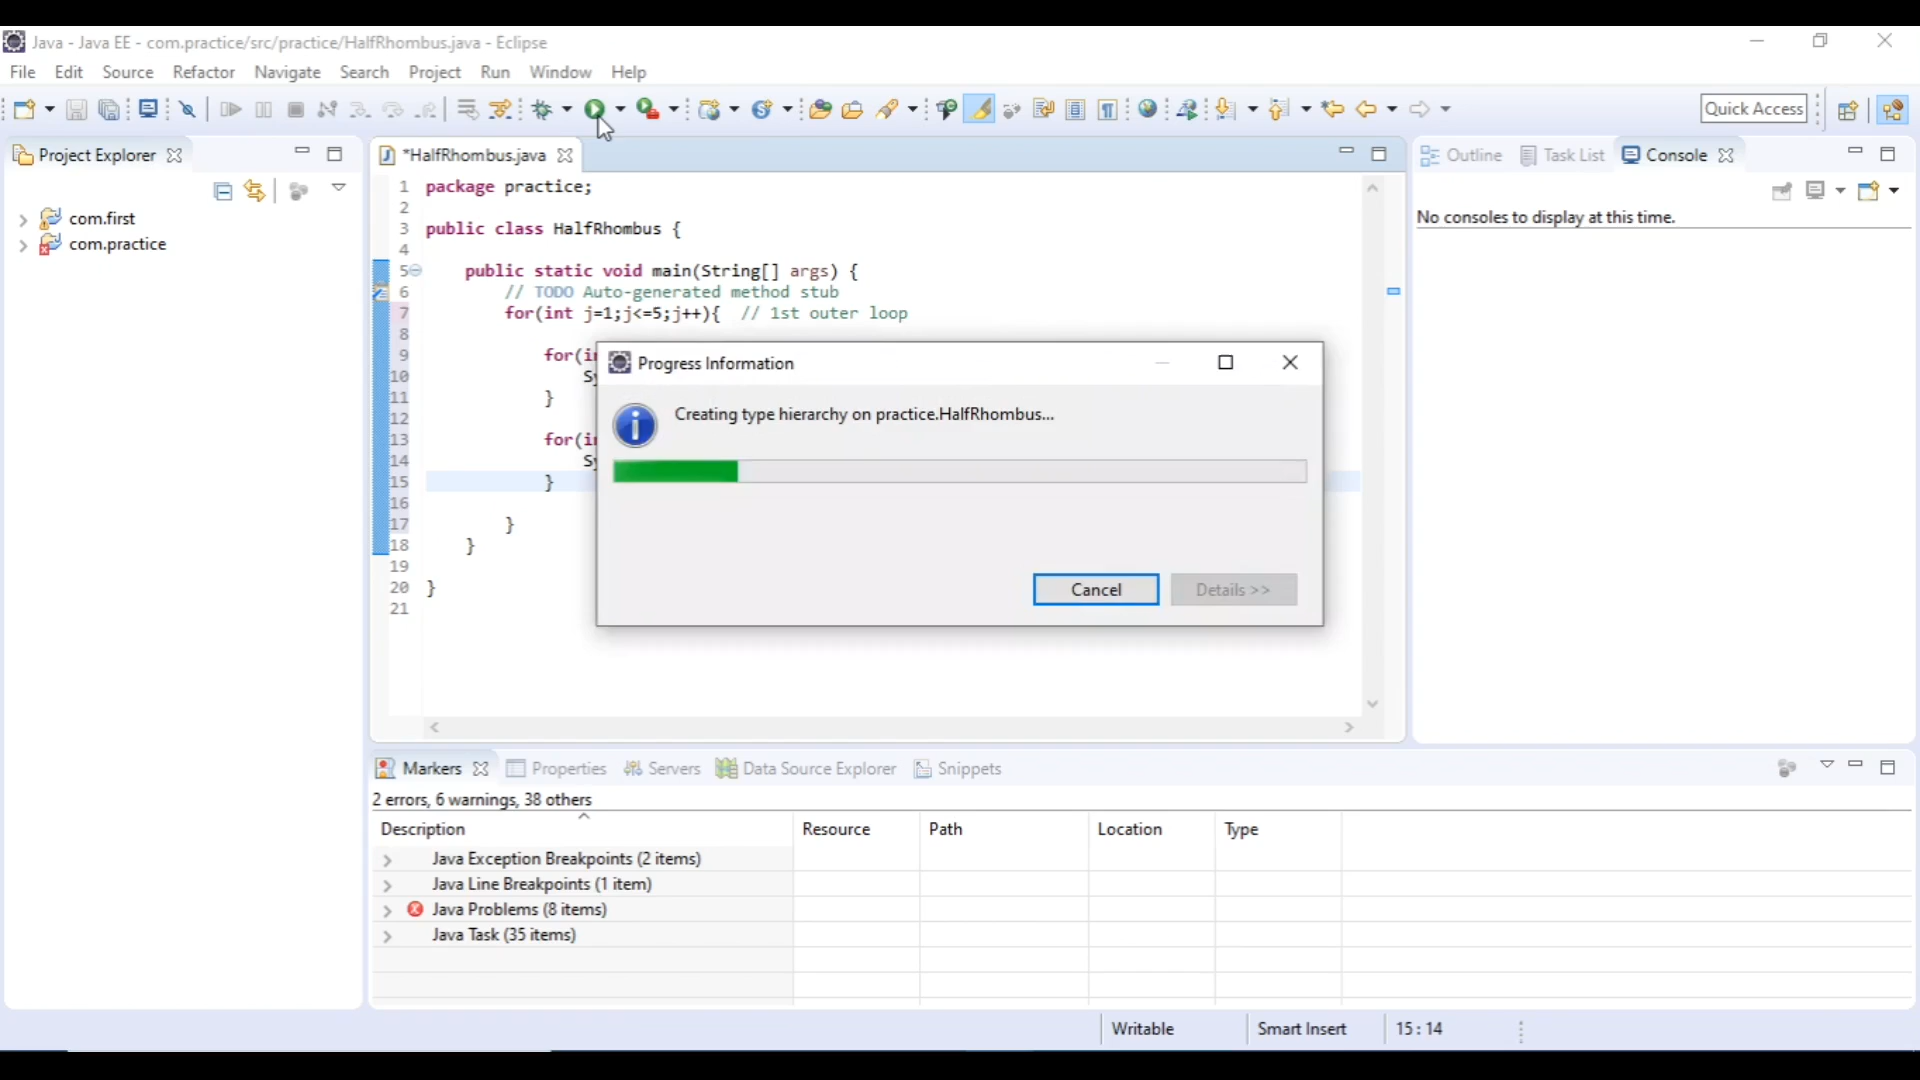 Java - Java EE - com.practice/src/practice/HalfRhombus.java - Eclipse
File Edit Source Refactor Navigate Search Project Run Window Help
Quick Access
Project Explorer
com.first
com.practice
*HalfRhombus.java
1 package practice;
2
3 public class HalfRhombus {
4
5 public static void main(String[] args) {
6 // TODO Auto-generated method stub
7 for(int j=1;j<=5;j++){ // 1st outer loop
8
9 for(in
10 Sy
11 }
12
13 for(in
14 Sy
15 }
16
17 }
18 }
19
20 }
21
Progress Information
Creating type hierarchy on practice.HalfRhombus...
Cancel Details >>
Outline Task List Console
No consoles to display at this time.
Markers Properties Servers Data Source Explorer Snippets
2 errors, 6 warnings, 38 others
Description Resource Path Location Type
Java Exception Breakpoints (2 items)
Java Line Breakpoints (1 item)
Java Problems (8 items)
Java Task (35 items)
Writable Smart Insert 15 : 14